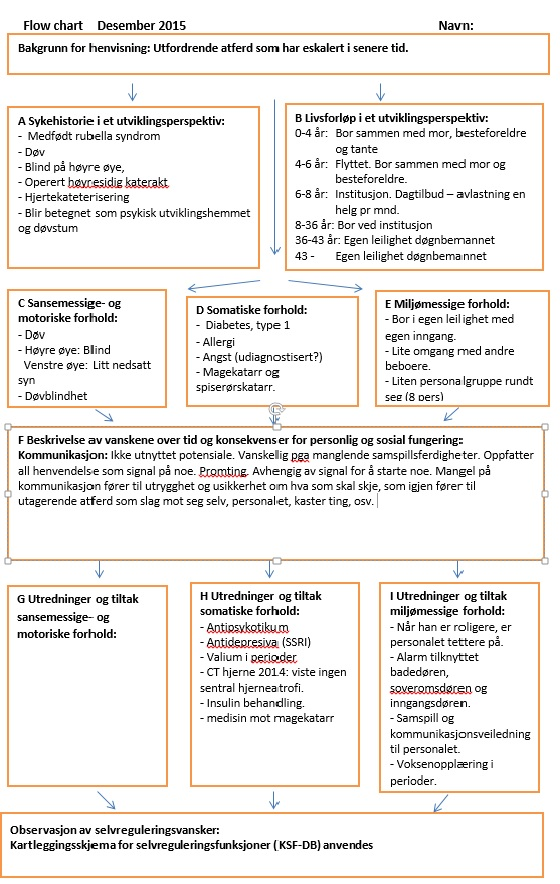 Flow chart Desember 2015 Navn:
Bakgrunn for henvisning: Utfordrende atferd som har eskalert i senere tid.
A Sykehistorie i et utviklingsperspektiv:
- Medfødt rubella syndrom
- Døv
- Blind på høyre øye,
- Operert høyresidig katerakt
- Hjertekateterisering
- Blir betegnet som psykisk utviklingshemmet
og døvstum
B Livsforløp i et utviklingsperspektiv:
0-4 år: Bor sammen med mor, besteforeldre
og tante
4-6 år: Flyttet. Bor sammen med mor og
besteforeldre.
6-8 år: Institusjon. Dagtilbud – avlastning en
helg pr mnd.
8-36 år: Bor ved institusjon
36-43 år: Egen leilighet døgnbemannet
43 - Egen leilighet døgnbemannet
C Sansemessige- og
motoriske forhold:
- Døv
- Høyre øye: Blind
Venstre øye: Litt nedsatt
syn
- Døvblindhet
D Somatiske forhold:
- Diabetes, type 1
- Allergi
- Angst (udiagnostisert?)
- Magekatarr og
spiserørskatarr.
E Miljømessige forhold:
- Bor i egen leilighet med
egen inngang.
- Lite omgang med andre
beboere.
- Liten personalgruppe rundt
seg (8 pers)
F Beskrivelse av vanskene over tid og konsekvenser for personlig og sosial fungering:
Kommunikasjon: Ikke utnyttet potensiale. Vanskelig pga manglende samspillsferdigheter. Oppfatter
all henvendelse som signal på noe. Promting. Avhengig av signal for å starte noe. Mangel på
kommunikasjon fører til utrygghet og usikkerhet om hva som skal skje, som igjen fører til
utagerende atferd som slag mot seg selv, personalet, kaster ting, osv.
G Utredninger og tiltak
sansemessige- og
motoriske forhold:
H Utredninger og tiltak
somatiske forhold:
- Antipsykotikum
- Antidepresiva (SSRI)
- Valium i perioder
- CT hjerne 2014: viste ingen
sentral hjerneatrofi.
- Insulin behandling.
- medisin mot magekatarr
I Utredninger og tiltak
miljømessige forhold:
- Når han er roligere, er
personalet tettere på.
- Alarm tilknyttet
badedøren,
soveromsdøren og
inngangsdøren.
- Samspill og
kommunikasjonsveiledning
til personalet.
- Voksenopplæring i
perioder.
Observasjon av selvreguleringsvansker:
Kartleggingsskjema for selvreguleringsfunksjoner ( KSF-DB) anvendes